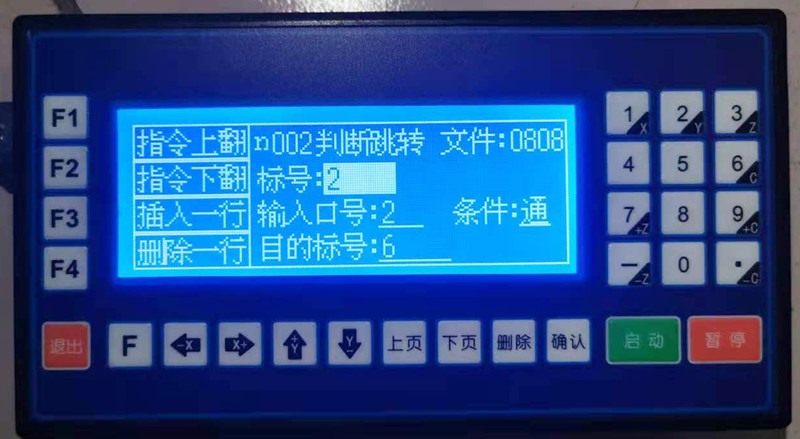 F1
F2
F3
F4
指令上翻 n002判断跳转 文件:0808
指令下翻 标号:2
插入一行 输入口号:2 条件:通
删除一行 目的标号:6
1 X 2 Y 3 Z
4 5 6 C
7 +Z 8 9 +C
— -Z 0 . -C
退出 F -X X+ +Y Y- 上页 下页 删除 确认 启动 暂停